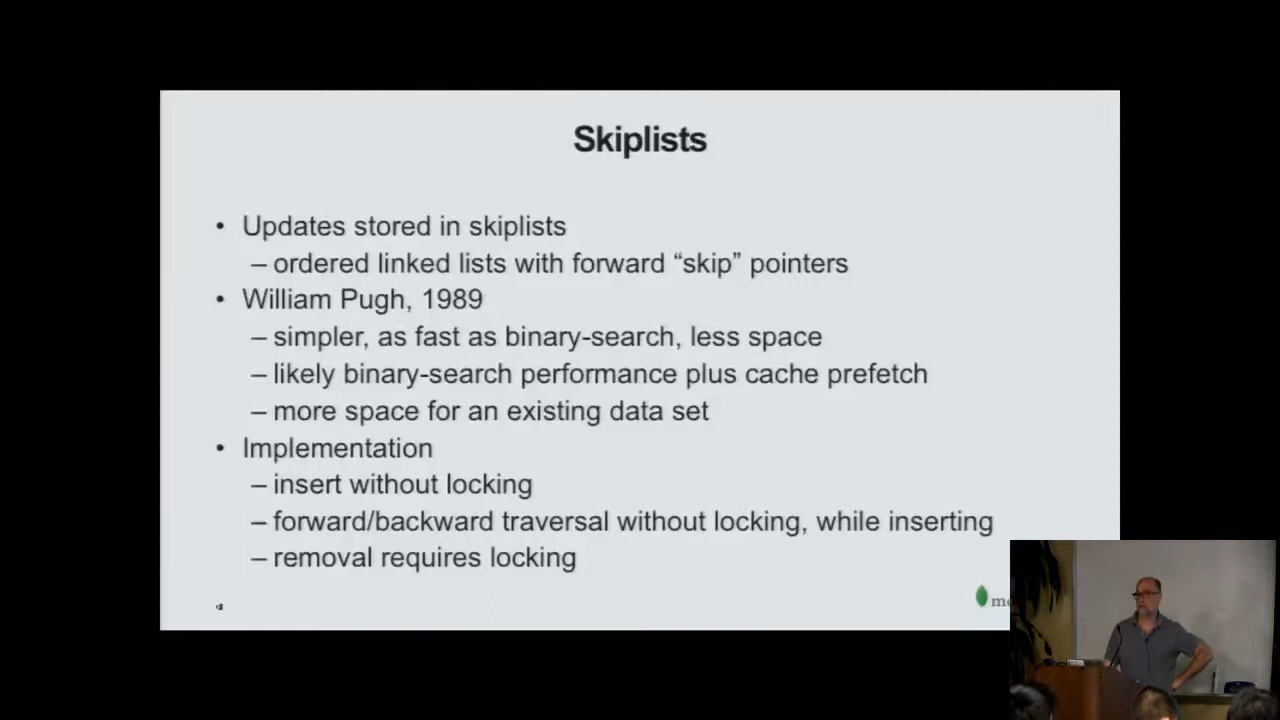 Skiplists
• Updates stored in skiplists
– ordered linked lists with forward “skip” pointers
• William Pugh, 1989
– simpler, as fast as binary-search, less space
– likely binary-search performance plus cache prefetch
– more space for an existing data set
• Implementation
– insert without locking
– forward/backward traversal without locking, while inserting
– removal requires locking